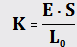 K = E · S / L₀